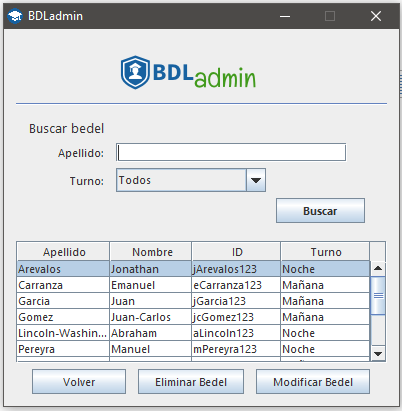 BDLadmin
BDLadmin
Buscar bedel
Apellido:
Turno: Todos
Buscar
Apellido Nombre ID Turno
Arevalos Jonathan jArevalos123 Noche
Carranza Emanuel eCarranza123 Mañana
Garcia Juan jGarcia123 Mañana
Gomez Juan-Carlos jcGomez123 Mañana
Lincoln-Washin... Abraham aLincoln123 Noche
Pereyra Manuel mPereyra123 Noche
Volver Eliminar Bedel Modificar Bedel